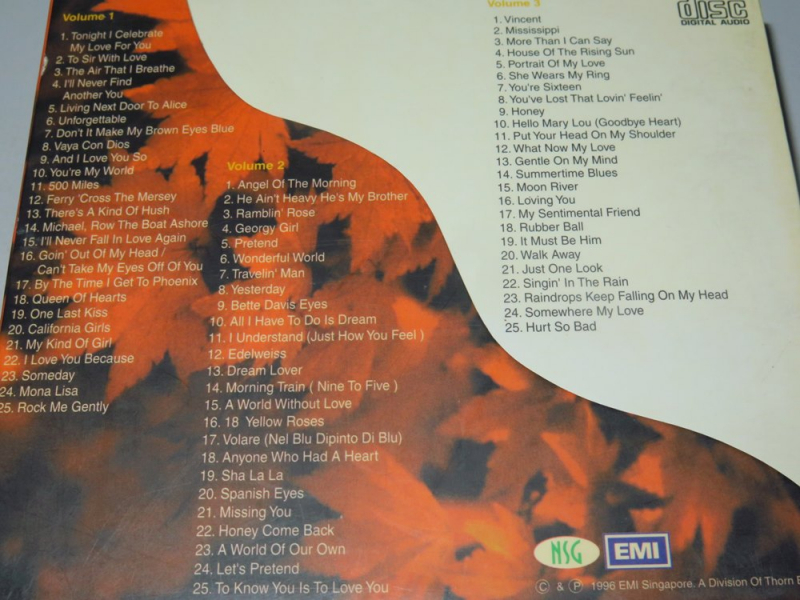 Volume 1
1. Tonight I Celebrate
My Love For You
2. To Sir With Love
3. The Air That I Breathe
4. I'll Never Find
Another You
5. Living Next Door To Alice
6. Unforgettable
7. Don't It Make My Brown Eyes Blue
8. Vaya Con Dios
9. And I Love You So
10. You're My World
11. 500 Miles
12. Ferry 'Cross The Mersey
13. There's A Kind Of Hush
14. Michael, Row The Boat Ashore
15. I'll Never Fall In Love Again
16. Goin' Out Of My Head /
Can't Take My Eyes Off Of You
17. By The Time I Get To Phoenix
18. Queen Of Hearts
19. One Last Kiss
20. California Girls
21. My Kind Of Girl
22. I Love You Because
23. Someday
24. Mona Lisa
25. Rock Me Gently
Volume 2
1. Angel Of The Morning
2. He Ain't Heavy He's My Brother
3. Ramblin' Rose
4. Georgy Girl
5. Pretend
6. Wonderful World
7. Travelin' Man
8. Yesterday
9. Bette Davis Eyes
10. All I Have To Do Is Dream
11. I Understand (Just How You Feel )
12. Edelweiss
13. Dream Lover
14. Morning Train ( Nine To Five )
15. A World Without Love
16. 18 Yellow Roses
17. Volare (Nel Blu Dipinto Di Blu)
18. Anyone Who Had A Heart
19. Sha La La
20. Spanish Eyes
21. Missing You
22. Honey Come Back
23. A World Of Our Own
24. Let's Pretend
25. To Know You Is To Love You
Volume 3
1. Vincent
2. Mississippi
3. More Than I Can Say
4. House Of The Rising Sun
5. Portrait Of My Love
6. She Wears My Ring
7. You're Sixteen
8. You've Lost That Lovin' Feelin'
9. Honey
10. Hello Mary Lou (Goodbye Heart)
11. Put Your Head On My Shoulder
12. What Now My Love
13. Gentle On My Mind
14. Summertime Blues
15. Moon River
16. Loving You
17. My Sentimental Friend
18. Rubber Ball
19. It Must Be Him
20. Walk Away
21. Just One Look
22. Singin' In The Rain
23. Raindrops Keep Falling On My Head
24. Somewhere My Love
25. Hurt So Bad
disc
DIGITAL AUDIO
NSG
EMI
© & ℗ 1996 EMI Singapore. A Division Of Thorn